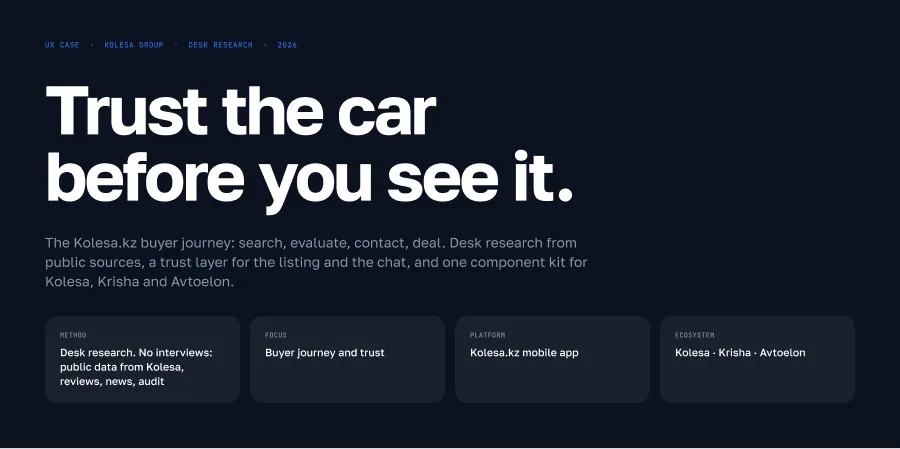 UX CASE · KOLESA GROUP · DESK RESEARCH · 2026
Trust the car
before you see it.
The Kolesa.kz buyer journey: search, evaluate, contact, deal. Desk research from
public sources, a trust layer for the listing and the chat, and one component kit for
Kolesa, Krisha and Avtoelon.
METHOD
Desk research. No interviews:
public data from Kolesa,
reviews, news, audit
FOCUS
Buyer journey and trust
PLATFORM
Kolesa.kz mobile app
ECOSYSTEM
Kolesa · Krisha · Avtoelon